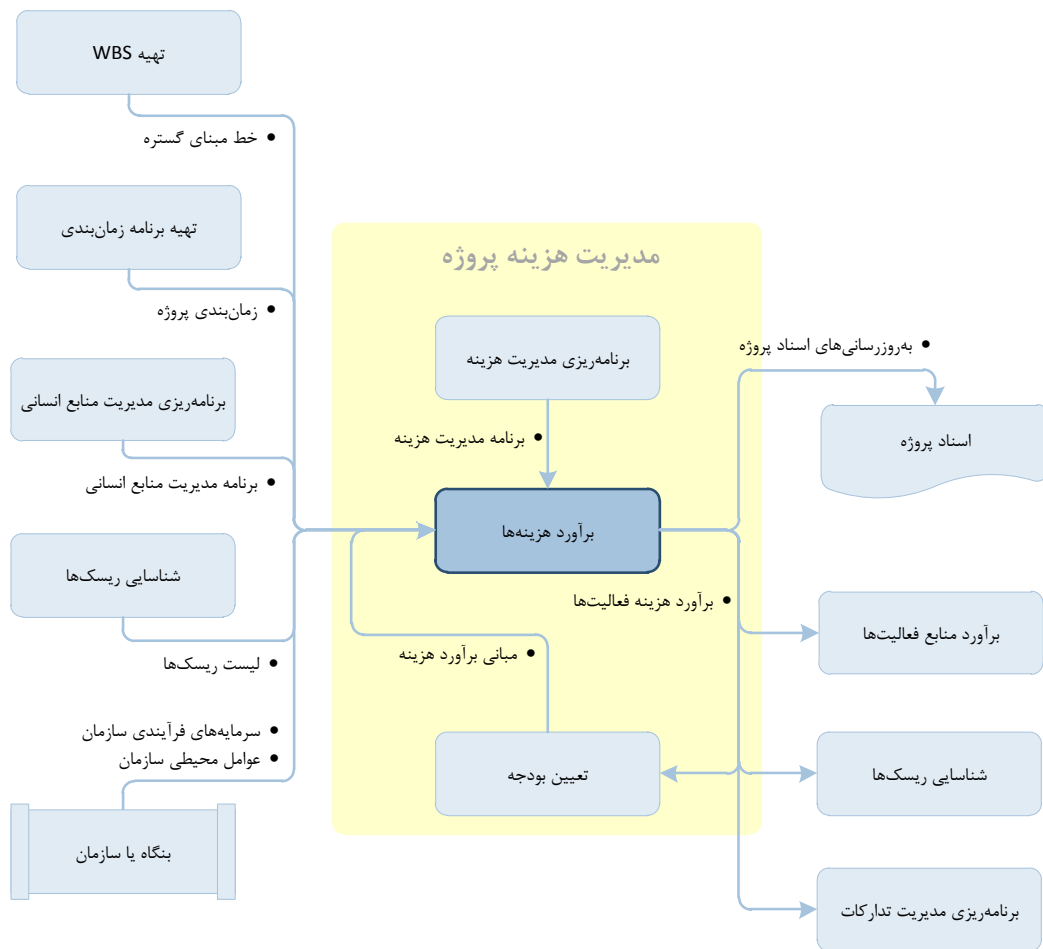 تهیه WBS
خط مبنای گستره
تهیه برنامه زمان‌بندی
زمان‌بندی پروژه
برنامه‌ریزی مدیریت منابع انسانی
برنامه مدیریت منابع انسانی
شناسایی ریسک‌ها
لیست ریسک‌ها
سرمایه‌های فرآیندی سازمان
عوامل محیطی سازمان
بنگاه یا سازمان
مدیریت هزینه پروژه
برنامه‌ریزی مدیریت هزینه
برنامه مدیریت هزینه
برآورد هزینه‌ها
برآورد هزینه فعالیت‌ها
مبانی برآورد هزینه
تعیین بودجه
به‌روزرسانی‌های اسناد پروژه
اسناد پروژه
برآورد منابع فعالیت‌ها
شناسایی ریسک‌ها
برنامه‌ریزی مدیریت تدارکات